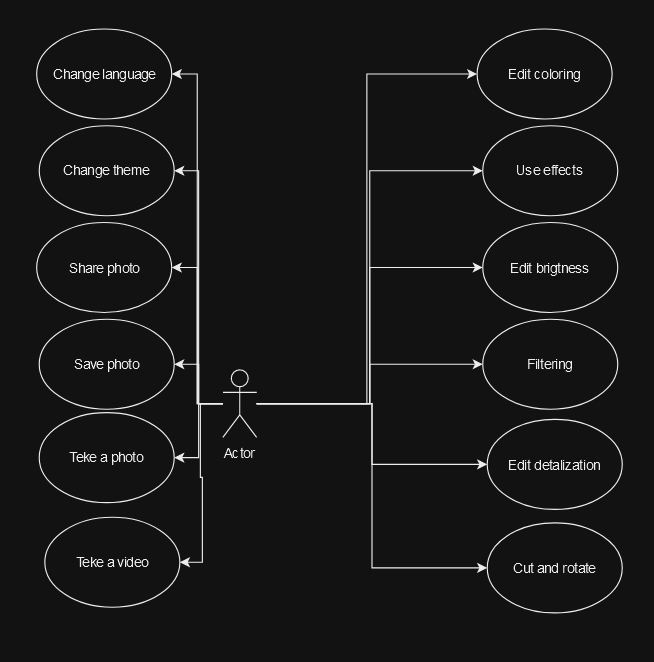 Change language
Change theme
Share photo
Save photo
Teke a photo
Teke a video
Actor
Edit coloring
Use effects
Edit brigtness
Filtering
Edit detalization
Cut and rotate